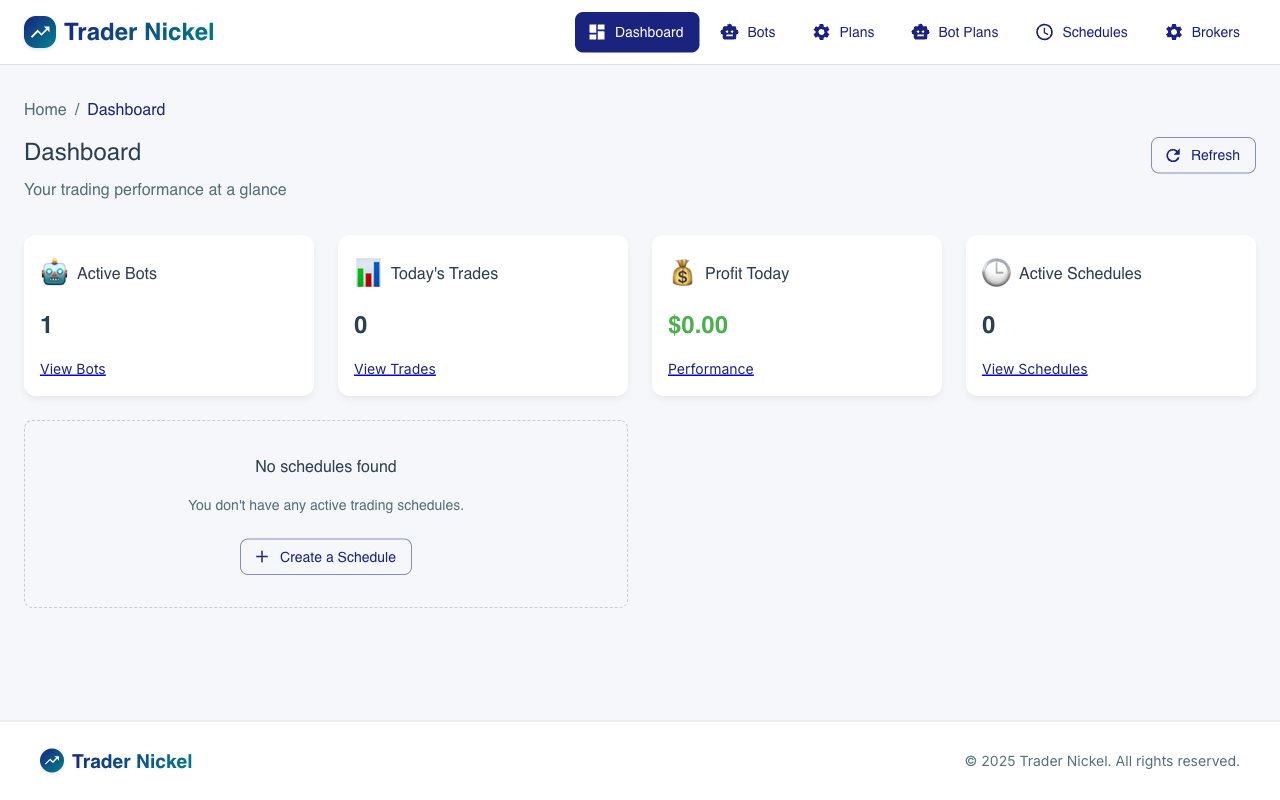 Trader Nickel
Dashboard
Bots
Plans
Bot Plans
Schedules
Brokers
Home / Dashboard
Dashboard
Refresh
Your trading performance at a glance
Active Bots
1
View Bots
Today's Trades
0
View Trades
Profit Today
$0.00
Performance
Active Schedules
0
View Schedules
No schedules found
You don't have any active trading schedules.
Create a Schedule
Trader Nickel
© 2025 Trader Nickel. All rights reserved.